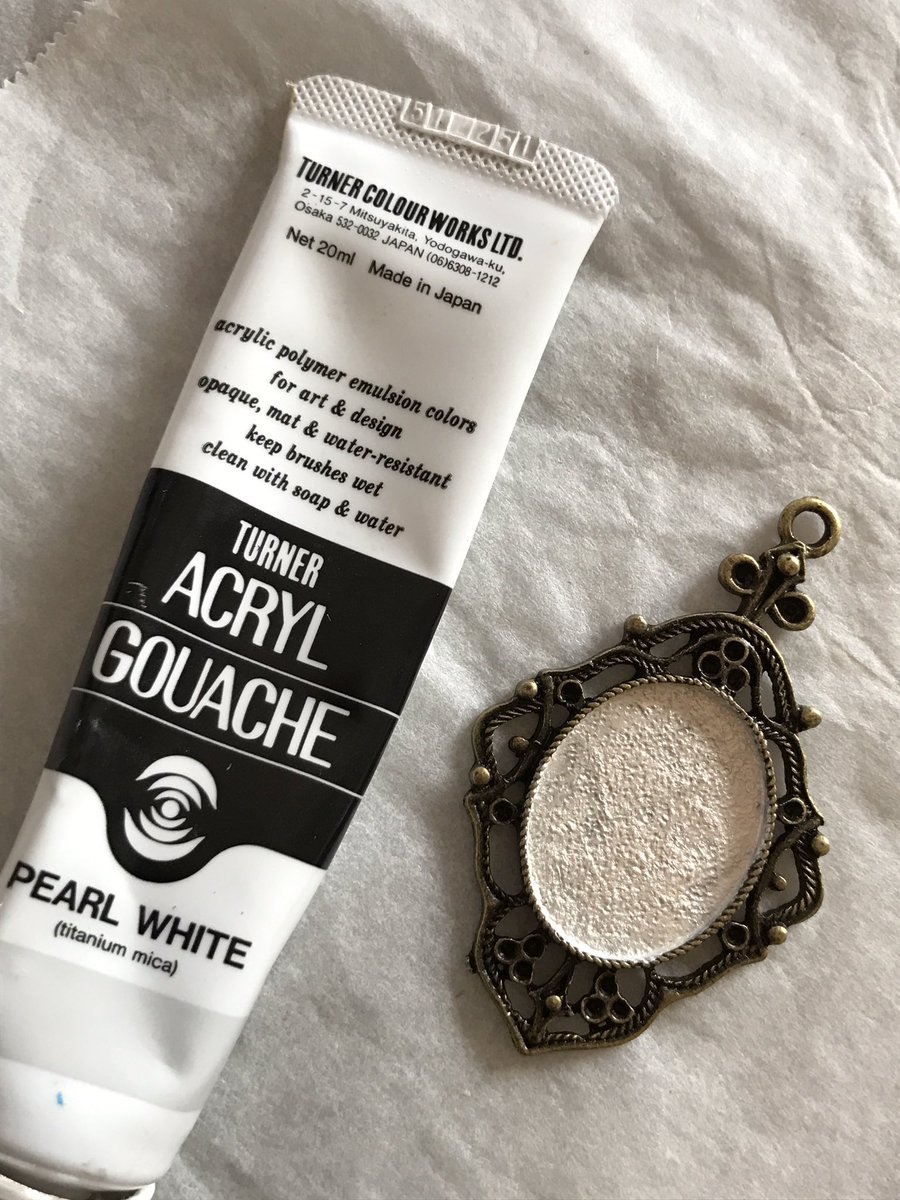 TURNER COLOUR WORKS LTD.
2-15-7 Mitsuyakita, Yodogawa-ku,
Osaka 532-0032 JAPAN (06)6308-1212
Net 20ml Made in Japan
acrylic polymer emulsion colors
for art & design
opaque, mat & water-resistant
keep brushes wet
clean with soap & water
TURNER
ACRYL
GOUACHE
PEARL WHITE
(titanium mica)